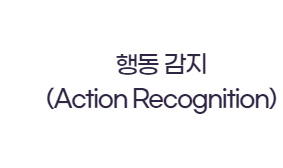 행동 감지
(Action Recognition)